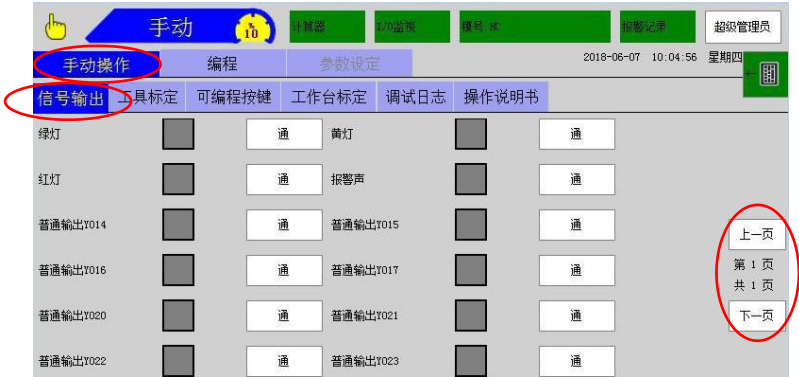 手动 10 计算器 I/O监视 模号:HC 报警记录 超级管理员
手动操作 编程 参数设定 2018-06-07 10:04:56 星期四
信号输出 工具标定 可编程按键 工作台标定 调试日志 操作说明书
绿灯 通 黄灯 通
红灯 通 报警声 通
普通输出Y014 通 普通输出Y015 通
上一页
普通输出Y016 通 普通输出Y017 通
第 1 页
共 1 页
普通输出Y020 通 普通输出Y021 通
下一页
普通输出Y022 通 普通输出Y023 通